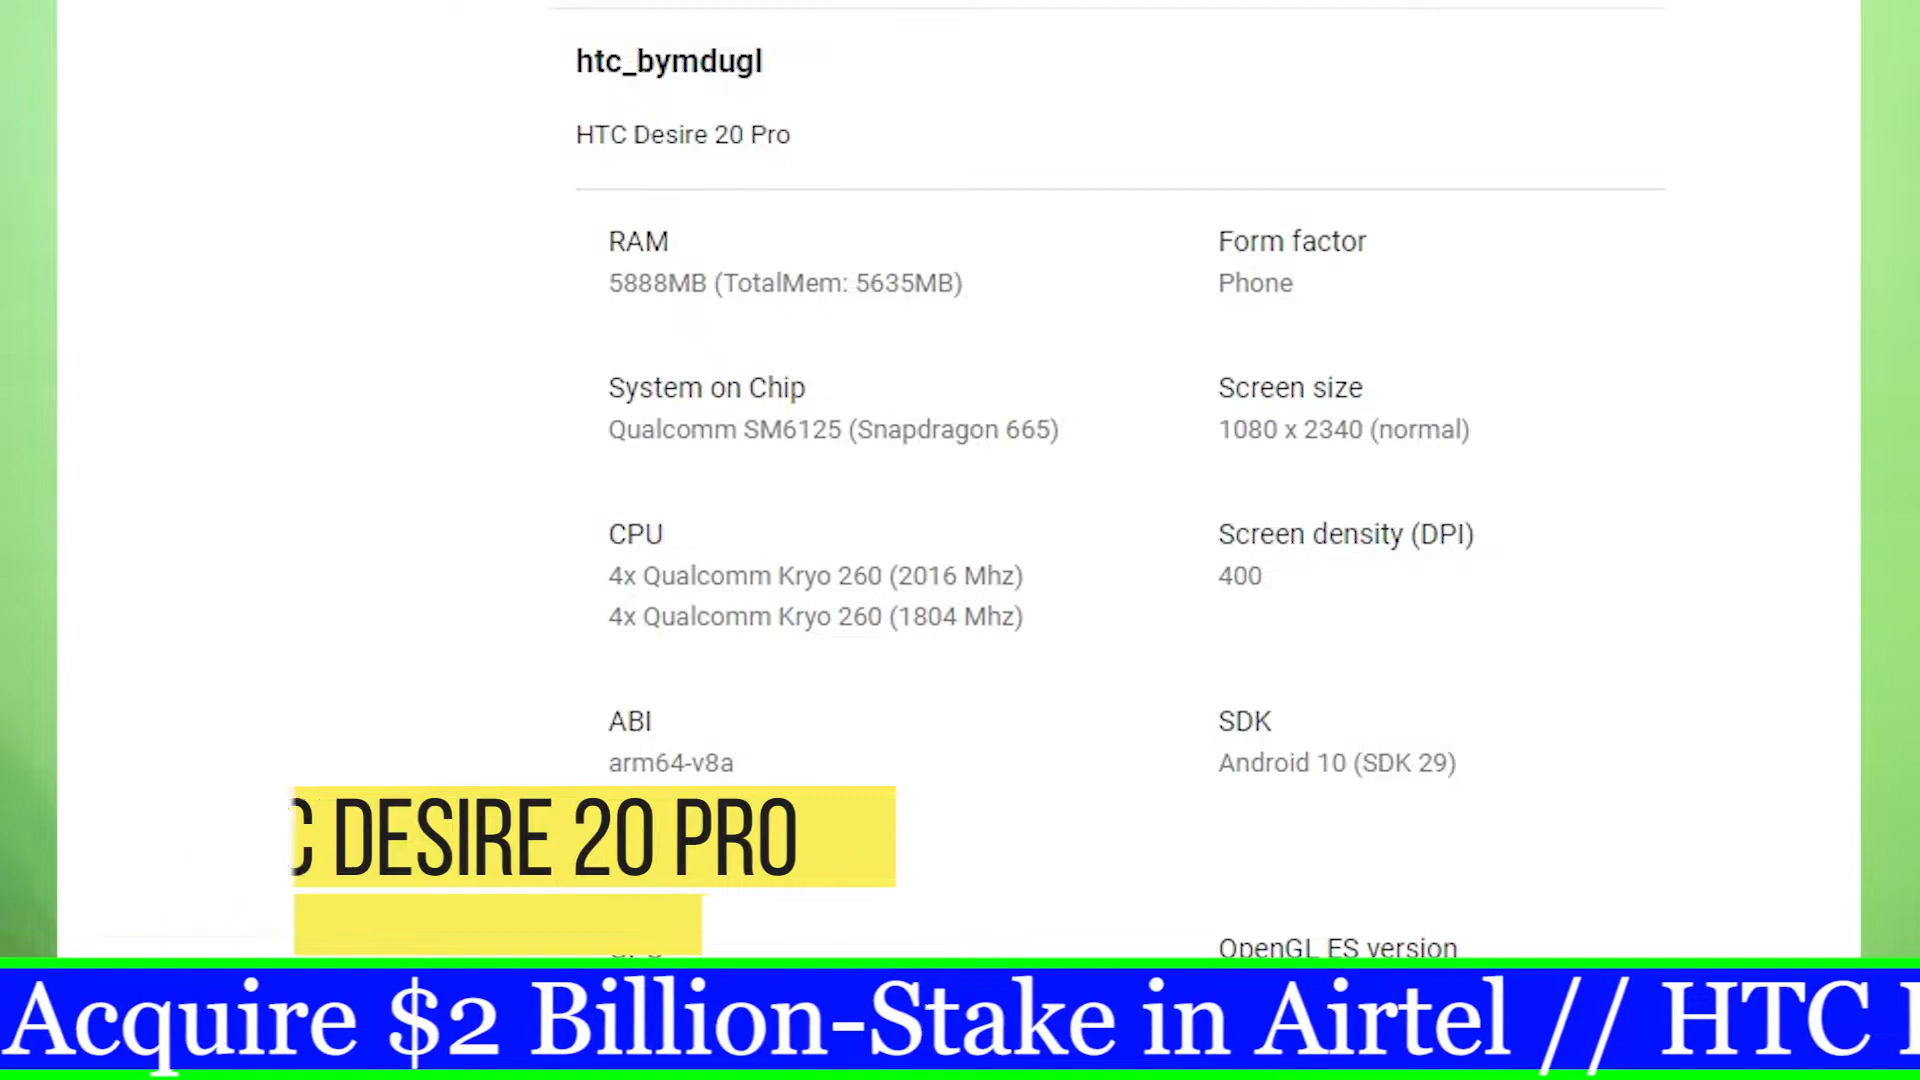 htc_bymdugl
HTC Desire 20 Pro
RAM
5888MB (TotalMem: 5635MB)
Form factor
Phone
System on Chip
Qualcomm SM6125 (Snapdragon 665)
Screen size
1080 x 2340 (normal)
CPU
4x Qualcomm Kryo 260 (2016 Mhz)
4x Qualcomm Kryo 260 (1804 Mhz)
Screen density (DPI)
400
ABI
arm64-v8a
SDK
Android 10 (SDK 29)
C DESIRE 20 PRO
OpenGL ES version
Acquire $2 Billion-Stake in Airtel // HTC